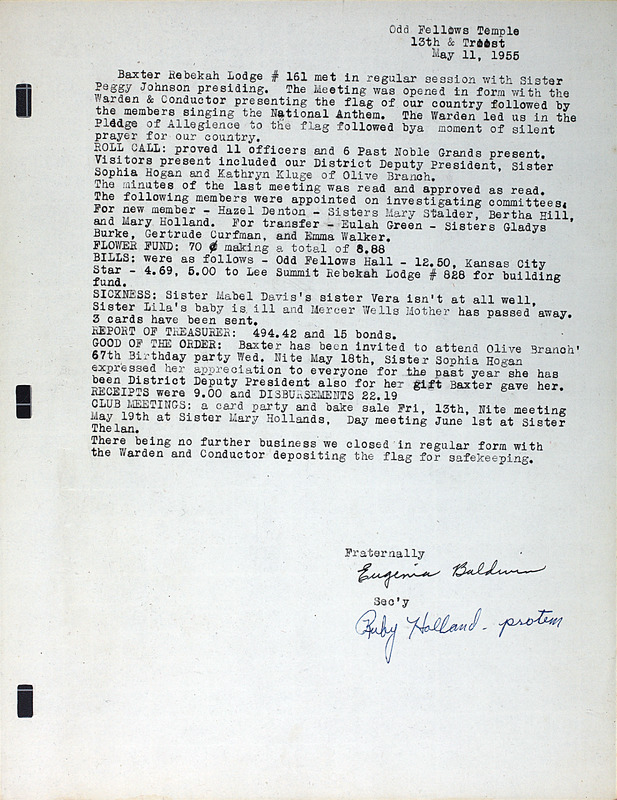 Odd Fellows Temple
13th & Troost
May 11, 1955
Baxter Rebekah Lodge # 161 met in regular session with Sister
Peggy Johnson presiding. The Meeting was opened in form with the
Warden & Conductor presenting the flag of our country followed by
the members singing the National Anthem. The Warden led us in the
Pledge of Allegience to the flag followed bya moment of silent
prayer for our country.
ROLL CALL: proved 11 officers and 6 Past Noble Grands present.
Visitors present included our District Deputy President, Sister
Sophia Hogan and Kathryn Kluge of Olive Branch.
The minutes of the last meeting was read and approved as read.
The following members were appointed on investigating committees.
For new member - Hazel Denton - Sisters Mary Stalder, Bertha Hill,
and Mary Holland. For transfer - Eulah Green - Sisters Gladys
Burke, Gertrude Curfman, and Emma Walker.
FLOWER FUND: 70 ¢ making a total of 8.88
BILLS: were as follows - Odd Fellows Hall - 12.50, Kansas City
Star - 4.69, 5.00 to Lee Summit Rebekah Lodge # 828 for building
fund.
SICKNESS: Sister Mabel Davis's sister Vera isn't at all well,
Sister Lila's baby is ill and Mercer Wells Mother has passed away.
3 cards have been sent.
REPORT OF TREASURER: 494.42 and 15 bonds.
GOOD OF THE ORDER: Baxter has been invited to attend Olive Branch'
67th Birthday party Wed. Nite May 18th, Sister Sophia Hogan
expressed her appreciation to everyone for the past year she has
been District Deputy President also for her gift Baxter gave her.
RECEIPTS were 9.00 and DISBURSEMENTS 22.19
CLUB MEETINGS: a card party and bake sale Fri, 13th, Nite meeting
May 19th at Sister Mary Hollands, Day meeting June 1st at Sister
Thelan.
There being no further business we closed in regular form with
the Warden and Conductor depositing the flag for safekeeping.
Fraternally
Eugenia Baldwin
Sec'y
Ruby Holland - protem